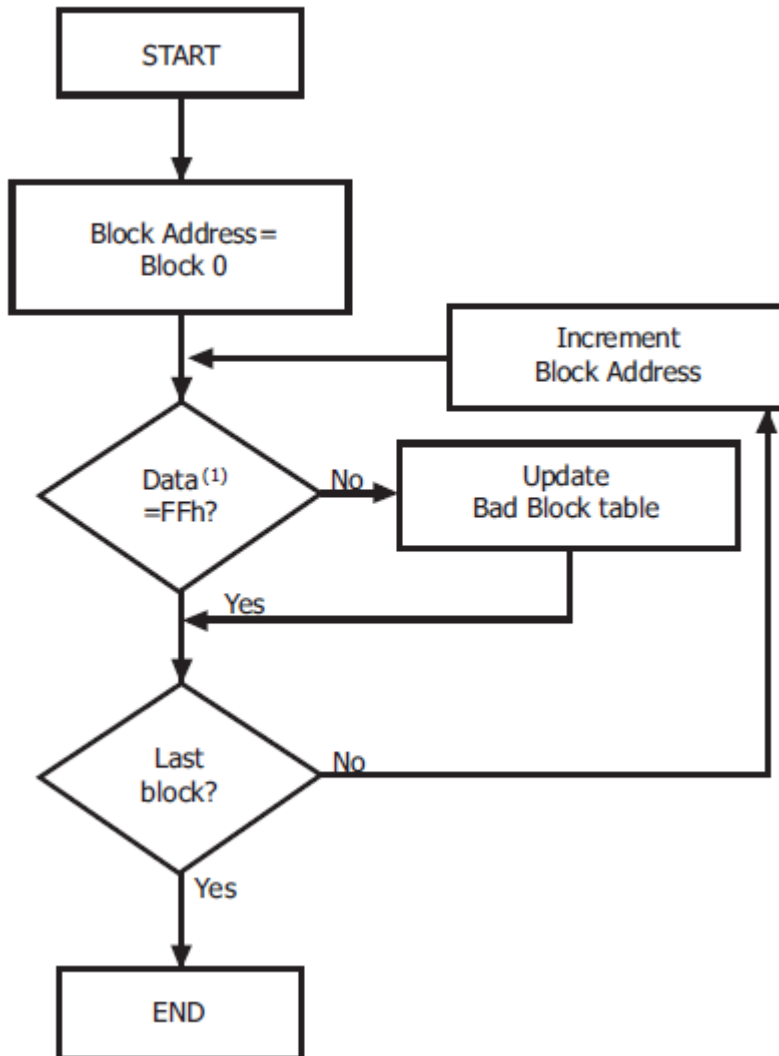 START
Block Address=
Block 0
Increment
Block Address
Data(1)
=FFh?
No
Update
Bad Block table
Yes
Last
block?
No
Yes
END